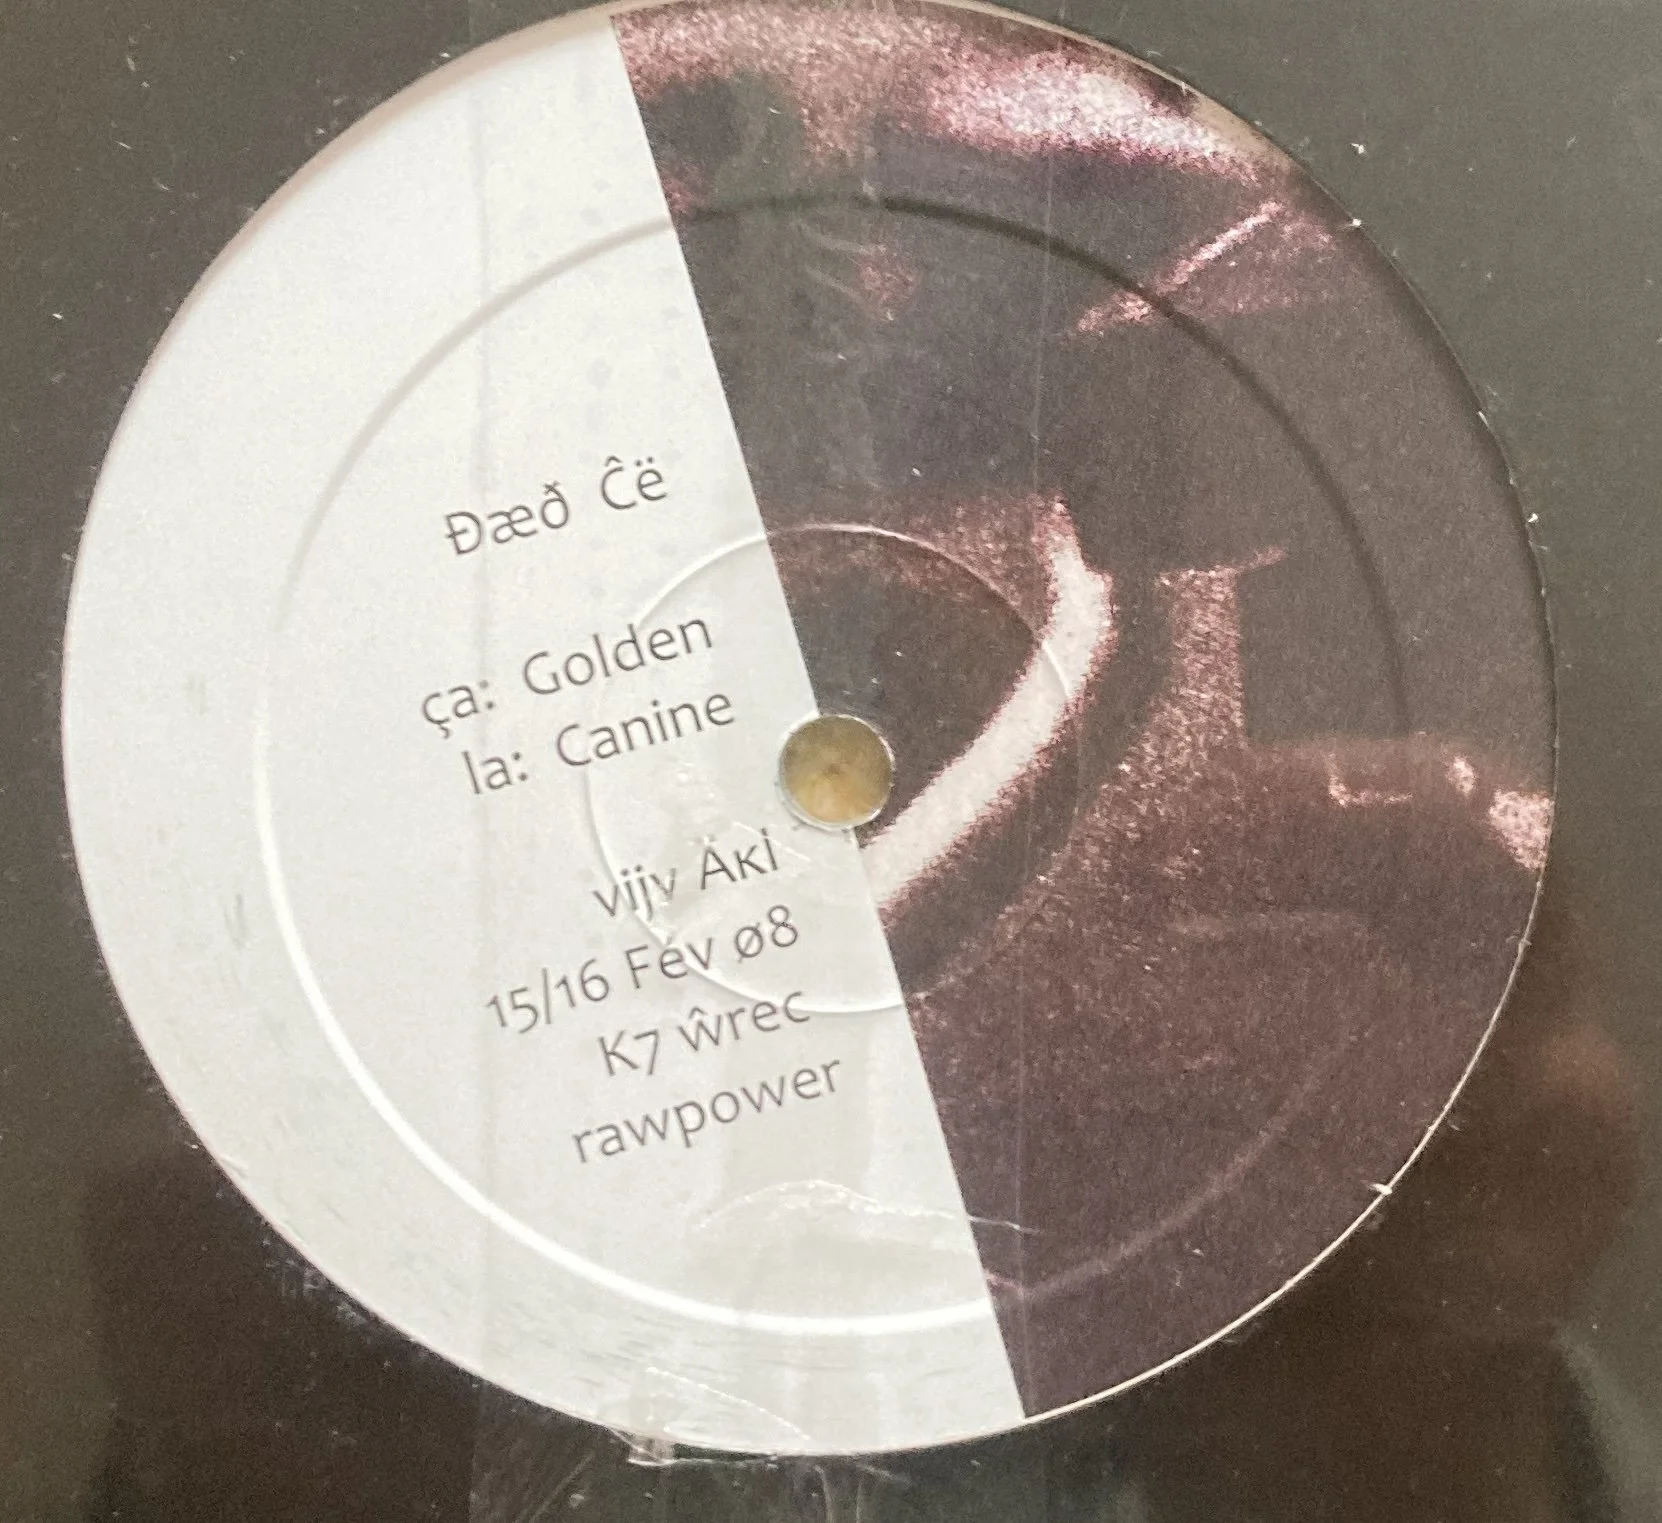 Ðæð Ĉë
ça: Golden
la: Canine
vijv Äĸl
15/16 Fév ø8
K7 ŵrec
rawpower